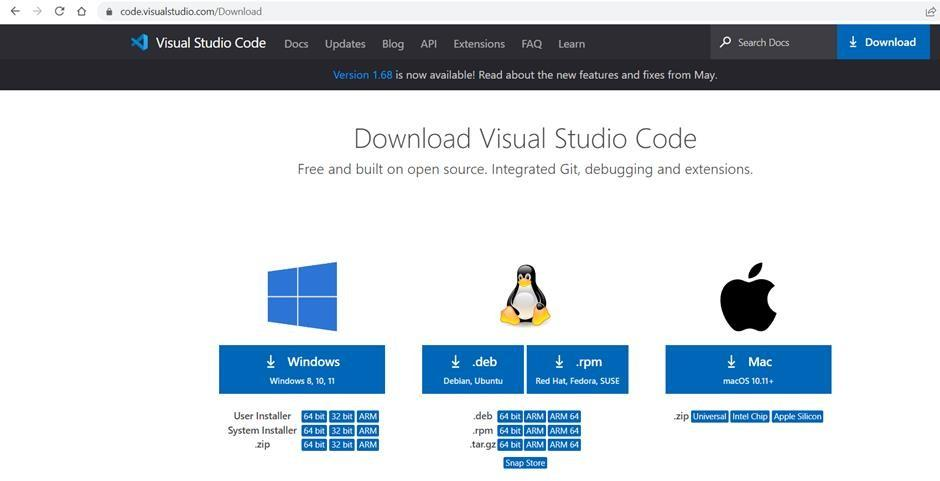 code.visualstudio.com/Download
Visual Studio Code Docs Updates Blog API Extensions FAQ Learn Search Docs Download
Version 1.68 is now available! Read about the new features and fixes from May.
Download Visual Studio Code
Free and built on open source. Integrated Git, debugging and extensions.
Windows
Windows 8, 10, 11
User Installer 64 bit 32 bit ARM
System Installer 64 bit 32 bit ARM
.zip 64 bit 32 bit ARM
.deb
Debian, Ubuntu
.rpm
Red Hat, Fedora, SUSE
.deb 64 bit ARM ARM 64
.rpm 64 bit ARM ARM 64
.tar.gz 64 bit ARM ARM 64
Snap Store
Mac
macOS 10.11+
.zip Universal Intel Chip Apple Silicon